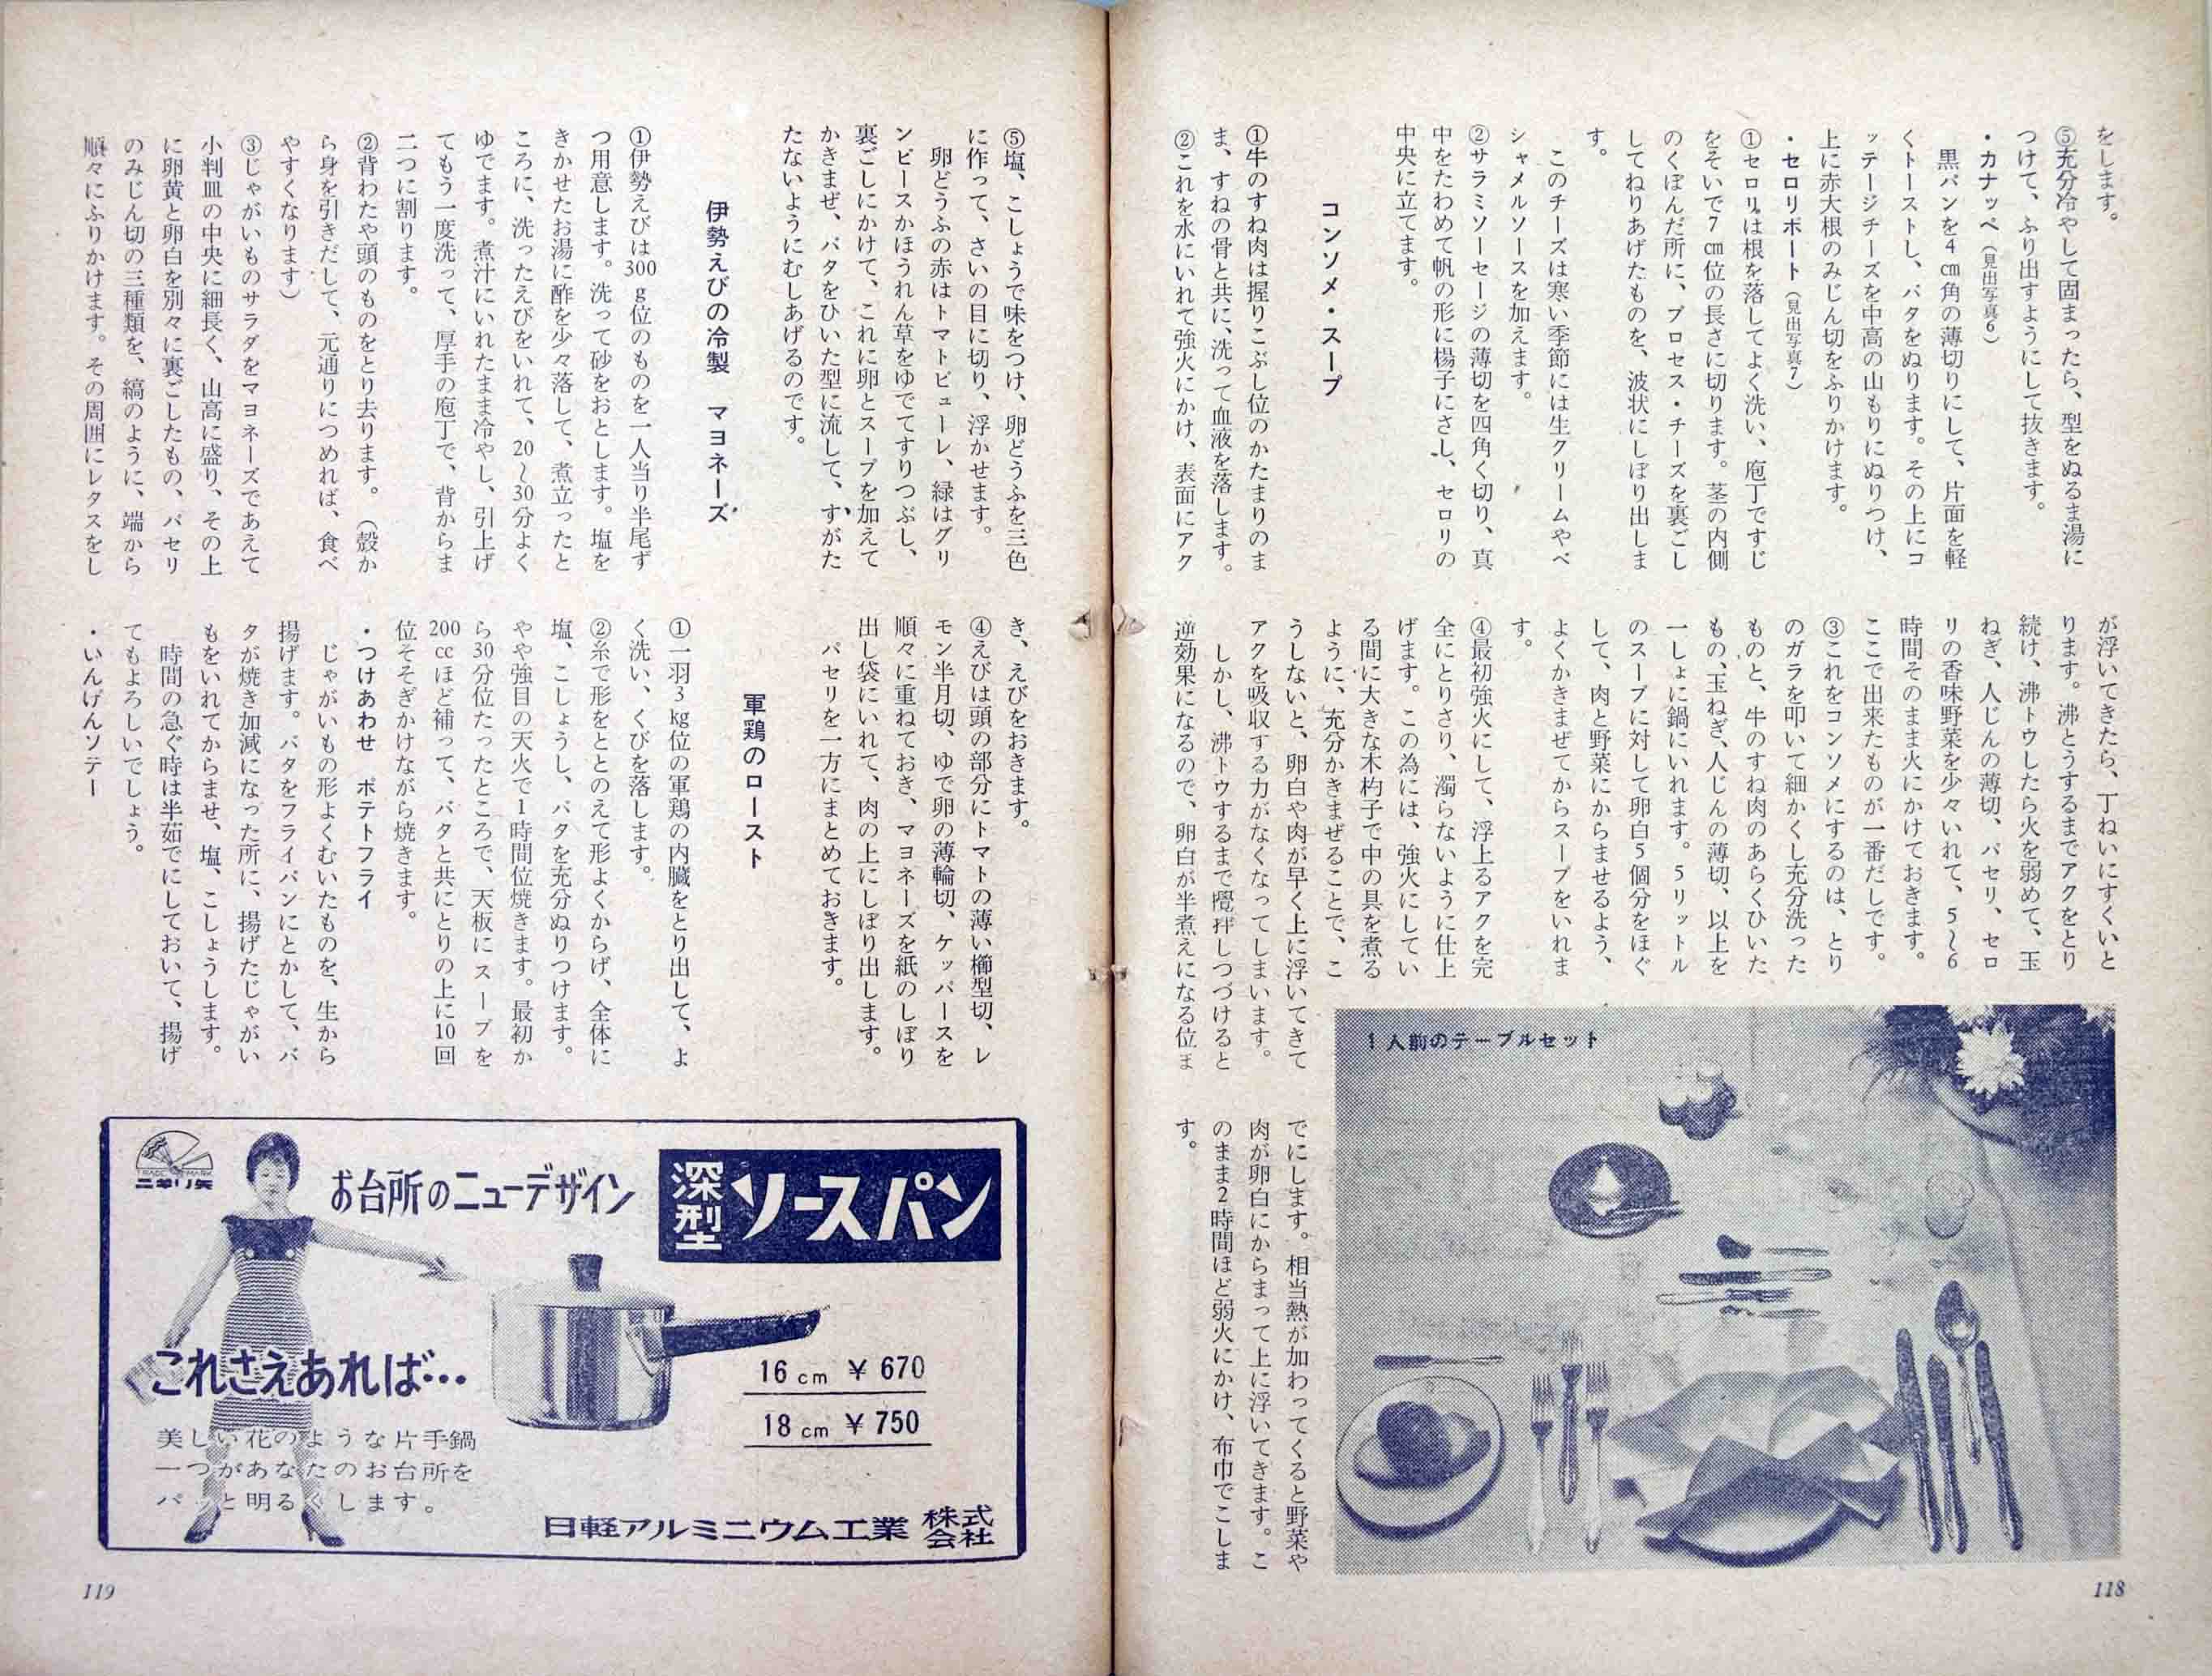 をします。
⑤充分冷やして固まったら、型をぬるま湯に
つけて、ふり出すようにして抜きます。
・カナッペ（見出写真6）
黒パンを4㎝角の薄切りにして、片面を軽
くトーストし、バタをぬります。その上にコ
ッテージチーズを中高の山もりにぬりつけ、
上に赤大根のみじん切をふりかけます。
・セロリボート（見出写真7）
①セロリは根を落してよく洗い、庖丁ですじ
をそいで7㎝位の長さに切ります。茎の内側
のくぼんだ所に、プロセス・チーズを裏ごし
してねりあげたものを、波状にしぼり出しま
す。
このチーズは寒い季節には生クリームやベ
シャメルソースを加えます。
②サラミソーセージの薄切を四角く切り、真
中をたわめて帆の形に楊子にさし、セロリの
中央に立てます。
コンソメ・スープ
①牛のすね肉は握りこぶし位のかたまりのま
ま、すねの骨と共に、洗って血液を落します。
②これを水にいれて強火にかけ、表面にアク
が浮いてきたら、丁ねいにすくいと
ります。沸とうするまでアクをとり
続け、沸トウしたら火を弱めて、玉
ねぎ、人じんの薄切、パセリ、セロ
リの香味野菜を少々いれて、5〜6
時間そのまま火にかけておきます。
ここで出来たものが一番だしです。
③これをコンソメにするのは、とり
のガラを叩いて細かくし充分洗った
ものと、牛のすね肉のあらくひいた
もの、玉ねぎ、人じんの薄切、以上を
一しょに鍋にいれます。5リットル
のスープに対して卵白5個分をほぐ
して、肉と野菜にからませるよう、
よくかきまぜてからスープをいれま
す。
④最初強火にして、浮上るアクを完
全にとりさり、濁らないように仕上
げます。この為には、強火にしてい
る間に大きな木杓子で中の具を煮る
ように、充分かきまぜることで、こ
うしないと、卵白や肉が早く上に浮いてきて
アクを吸収する力がなくなってしまいます。
しかし、沸トウするまで攪拌しつづけると
逆効果になるので、卵白が半煮えになる位ま
でにします。相当熱が加わってくると野菜や
肉が卵白にからまって上に浮いてきます。こ
のまま2時間ほど弱火にかけ、布巾でこしま
す。
1人前のテーブルセット
118
⑤塩、こしょうで味をつけ、卵どうふを三色
に作って、さいの目に切り、浮かせます。
卵どうふの赤はトマトピューレ、緑はグリ
ンピースかほうれん草をゆでてすりつぶし、
裏ごしにかけて、これに卵とスープを加えて
かきまぜ、バタをひいた型に流して、すがた
たないようにむしあげるのです。
伊勢えびの冷製　マヨネーズ
①伊勢えびは300g位のものを一人当り半尾ず
つ用意します。洗って砂をおとします。塩を
きかせたお湯に酢を少々落して、煮立ったと
ころに、洗ったえびをいれて、20〜30分よく
ゆでます。煮汁にいれたまま冷やし、引上げ
てもう一度洗って、厚手の庖丁で、背からま
二つに割ります。
②背わたや頭のものをとり去ります。（殻か
ら身を引きだして、元通りにつめれば、食べ
やすくなります）
③じゃがいものサラダをマヨネーズであえて
小判皿の中央に細長く、山高に盛り、その上
に卵黄と卵白を別々に裏ごしたもの、パセリ
のみじん切の三種類を、縞のように、端から
順々にふりかけます。その周囲にレタスをし
き、えびをおきます。
④えびは頭の部分にトマトの薄い櫛型切、レ
モン半月切、ゆで卵の薄輪切、ケッパースを
順々に重ねておき、マヨネーズを紙のしぼり
出し袋にいれて、肉の上にしぼり出します。
パセリを一方にまとめておきます。
軍鶏のロースト
①一羽3㎏位の軍鶏の内臓をとり出して、よ
く洗い、くびを落します。
②糸で形をととのえて形よくからげ、全体に
塩、こしょうし、バタを充分ぬりつけます。
やや強目の天火で1時間位焼きます。最初か
ら30分位たったところで、天板にスープを
200ccほど補って、バタと共にとりの上に10回
位そそぎかけながら焼きます。
・つけあわせ　ポテトフライ
じゃがいもの形よくむいたものを、生から
揚げます。バタをフライパンにとかして、バ
タが焼き加減になった所に、揚げたじゃがい
もをいれてからませ、塩、こしょうします。
時間の急ぐ時は半茹でにしておいて、揚げ
てもよろしいでしょう。
・いんげんソテー
TRADE MARK
ニギリ矢
お台所のニューデザイン
深型
ソースパン
これさえあれば…
16cm ¥670
18cm ¥750
美しい花のような片手鍋
一つがあなたのお台所を
パッと明るくします。
日軽アルミニウム工業 株式会社
119